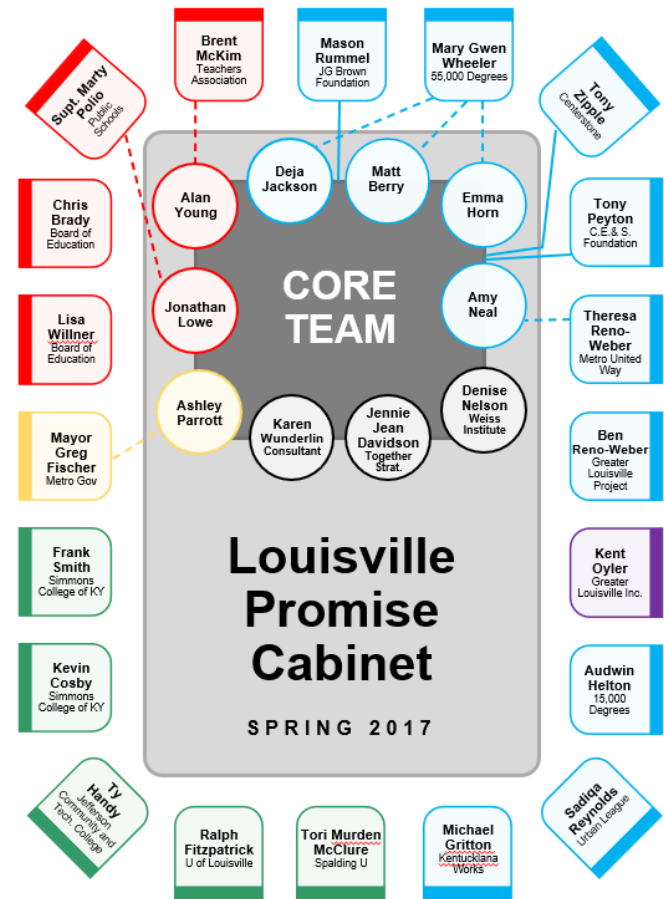 Brent
McKim
Teachers
Association
Mason
Rummel
JG Brown
Foundation
Mary Gwen
Wheeler
55,000 Degrees
Supt. Marty
Polio
Public
Schools
Tony
Zipple
Centerstone
Chris
Brady
Board of
Education
Lisa
Willner
Board of
Education
Mayor
Greg
Fischer
Metro Gov
Frank
Smith
Simmons
College of KY
Kevin
Cosby
Simmons
College of KY
Ty
Handy
Jefferson
Community and
Tech. College
Ralph
Fitzpatrick
U of Louisville
Tori Murden
McClure
Spalding U
Michael
Gritton
Kentucklana
Works
Sadiqa
Reynolds
Urban League
Audwin
Helton
15,000
Degrees
Kent
Oyler
Greater
Louisville Inc.
Ben
Reno-Weber
Greater
Louisville
Project
Theresa
Reno-
Weber
Metro United
Way
Tony
Peyton
C.E.& S.
Foundation
Alan
Young
Deja
Jackson
Matt
Berry
Emma
Horn
Jonathan
Lowe
CORE
TEAM
Amy
Neal
Ashley
Parrott
Karen
Wunderlin
Consultant
Jennie
Jean
Davidson
Together
Strat.
Denise
Nelson
Weiss
Institute
Louisville
Promise
Cabinet
SPRING 2017